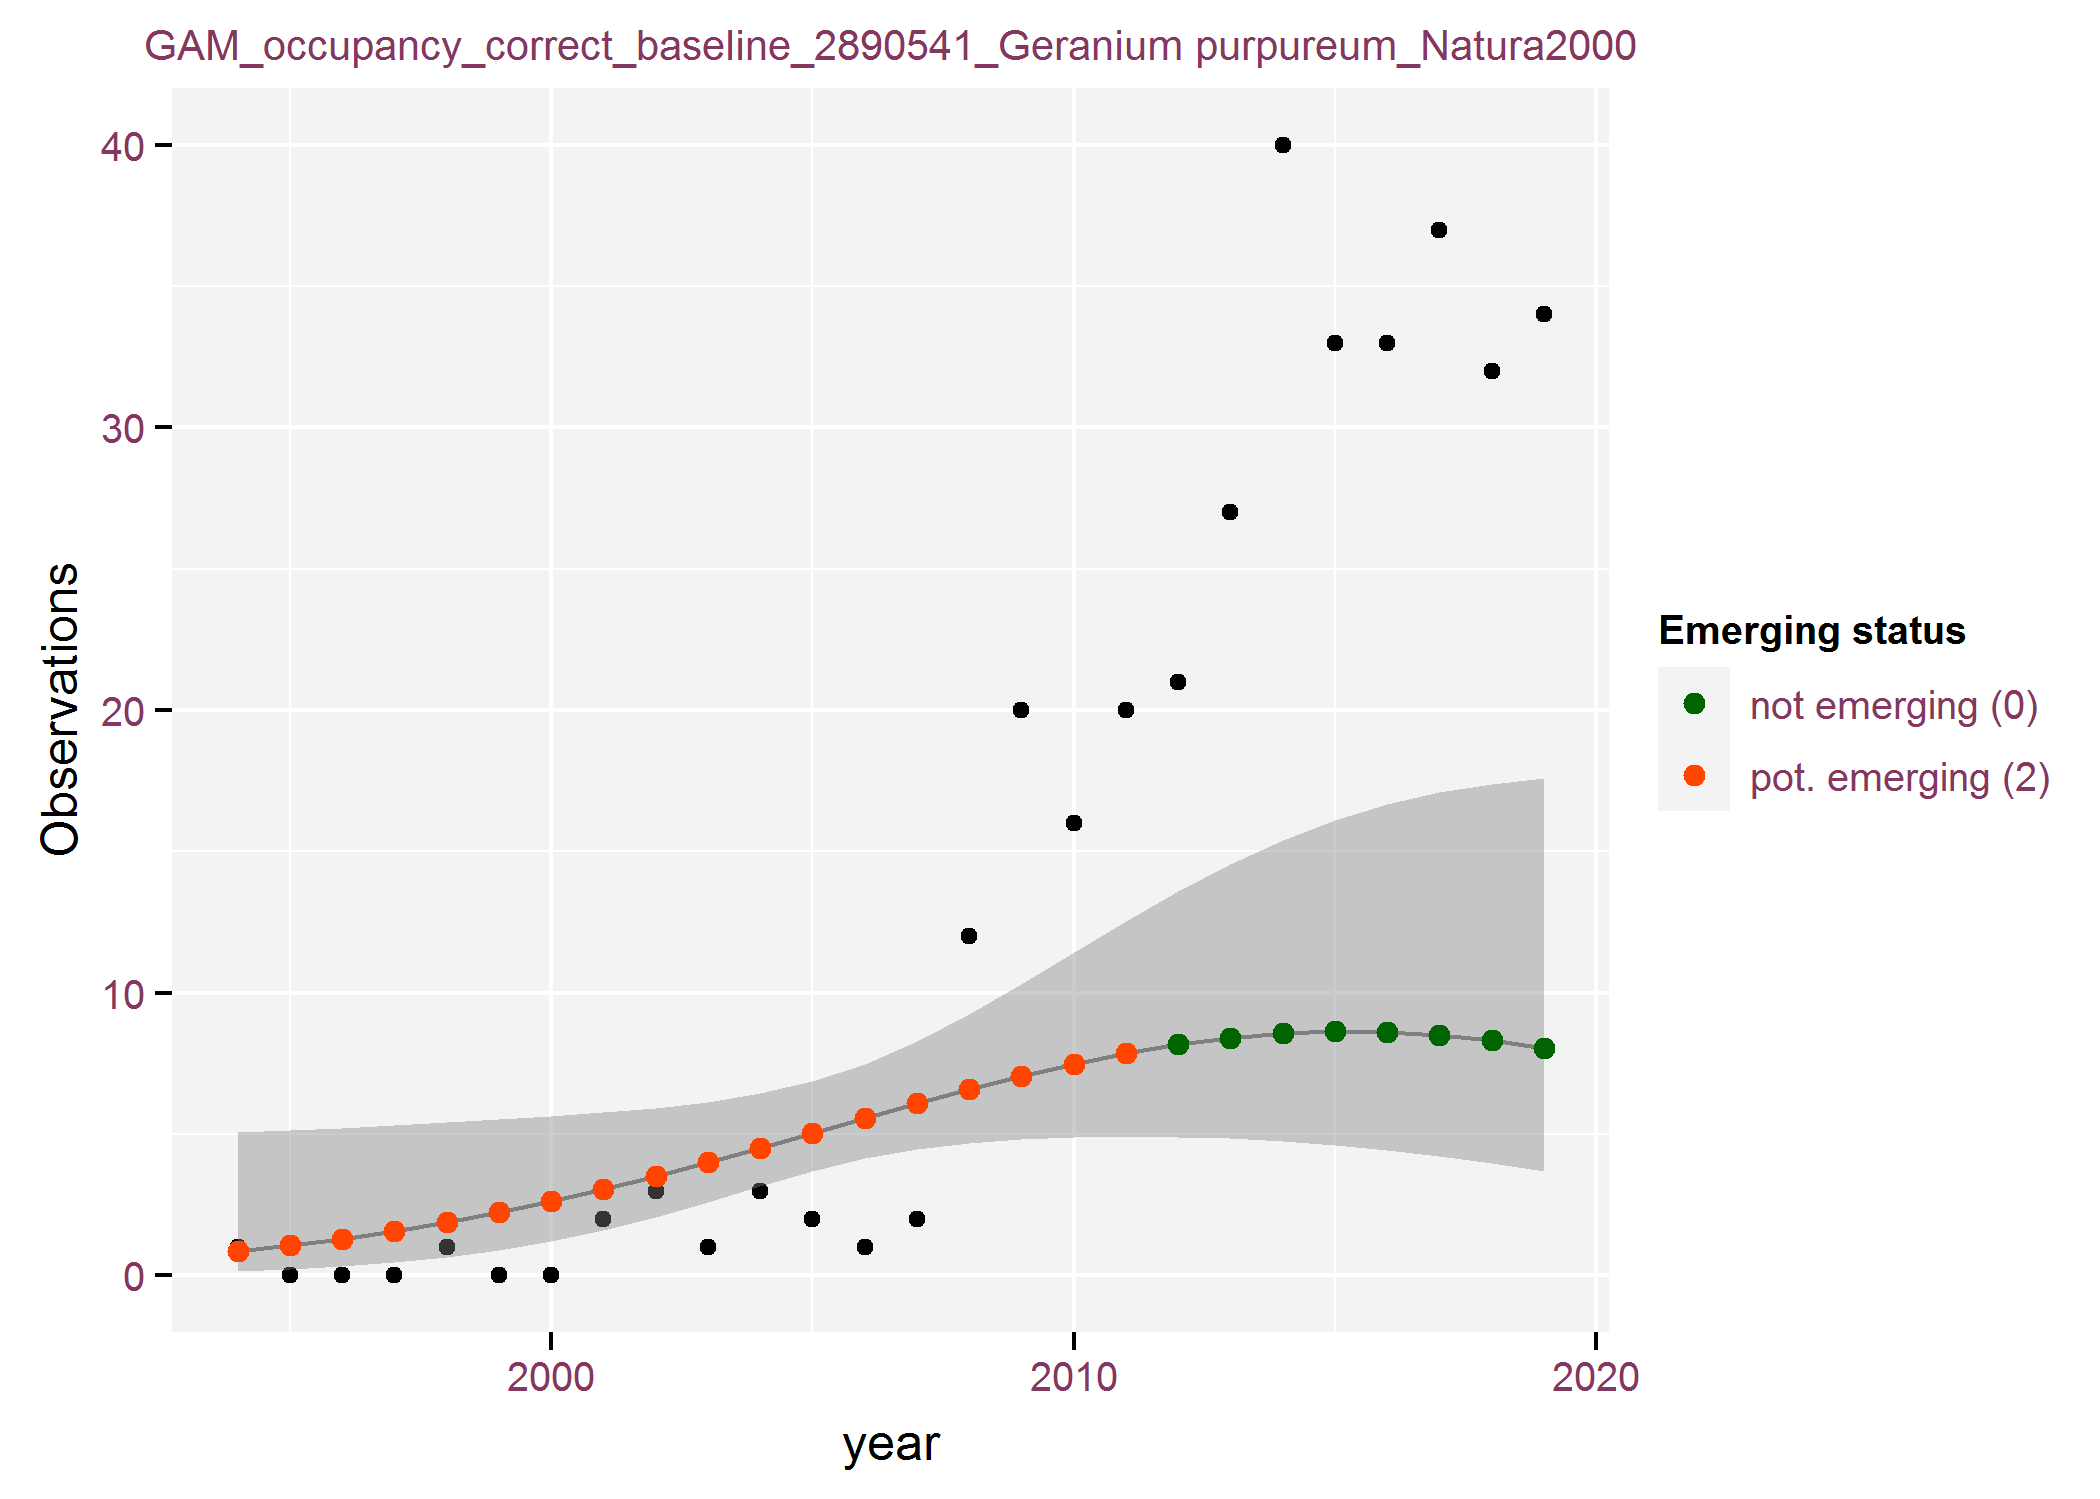 GAM_occupancy_correct_baseline_2890541_Geranium purpureum_Natura2000
40
30
20
10
0
Observations
2000
2010
2020
year
Emerging status
not emerging (0)
pot. emerging (2)